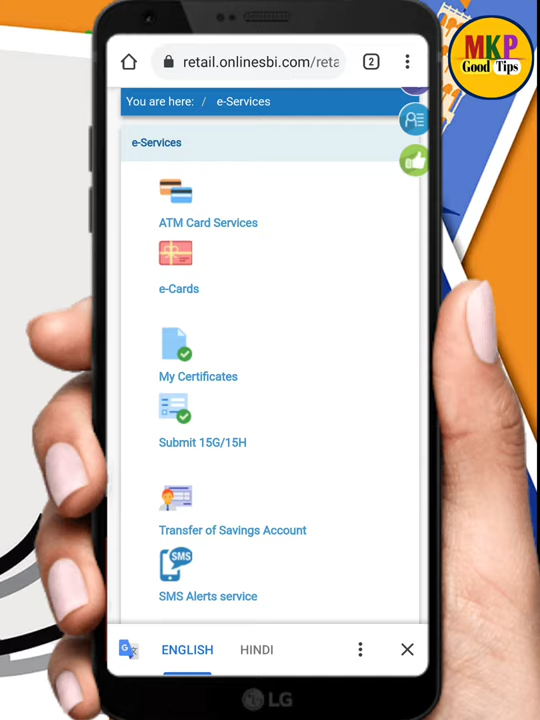 MKP
Good Tips
retail.onlinesbi.com/reta
2
You are here: / e-Services
e-Services
ATM Card Services
e-Cards
My Certificates
Submit 15G/15H
Transfer of Savings Account
SMS
SMS Alerts service
G
ENGLISH HINDI
LG